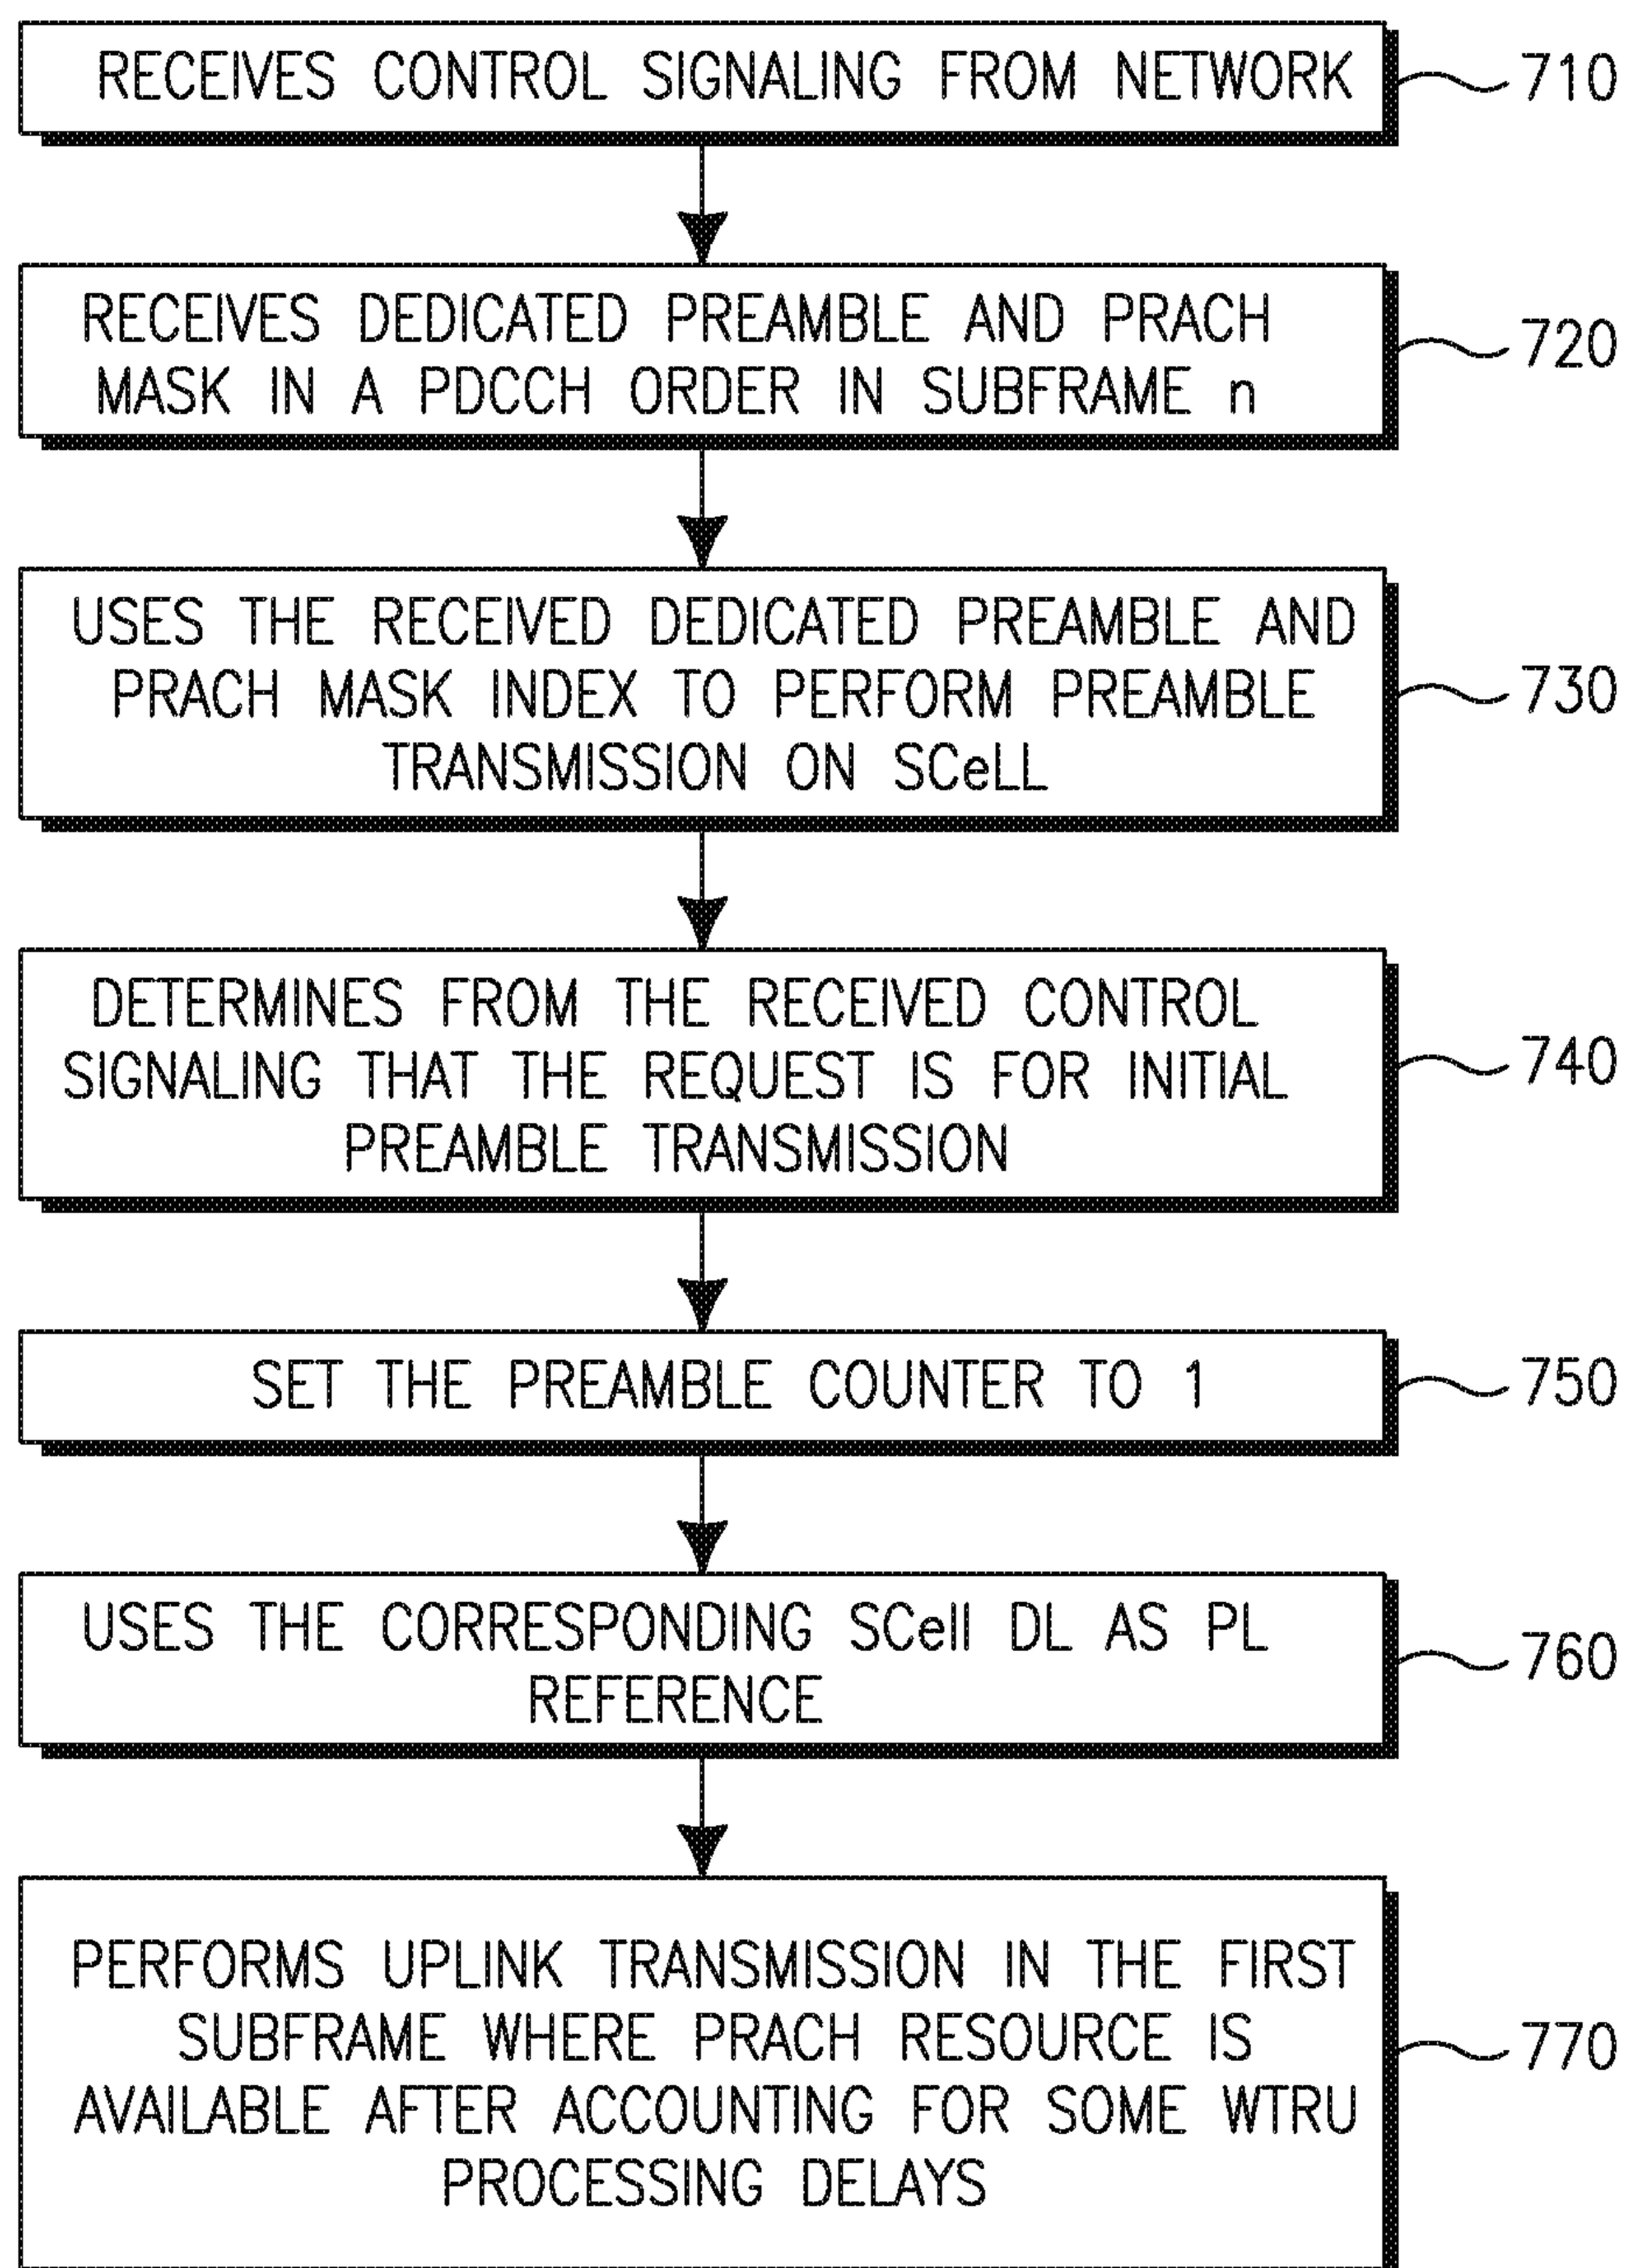 RECEIVES CONTROL SIGNALING FROM NETWORK
710
RECEIVES DEDICATED PREAMBLE AND PRACH
MASK IN A PDCCH ORDER IN SUBFRAME n
720
USES THE RECEIVED DEDICATED PREAMBLE AND
PRACH MASK INDEX TO PERFORM PREAMBLE
TRANSMISSION ON SCeLL
730
DETERMINES FROM THE RECEIVED CONTROL
SIGNALING THAT THE REQUEST IS FOR INITIAL
PREAMBLE TRANSMISSION
740
SET THE PREAMBLE COUNTER TO 1
750
USES THE CORRESPONDING SCell DL AS PL
REFERENCE
760
PERFORMS UPLINK TRANSMISSION IN THE FIRST
SUBFRAME WHERE PRACH RESOURCE IS
AVAILABLE AFTER ACCOUNTING FOR SOME WTRU
PROCESSING DELAYS
770